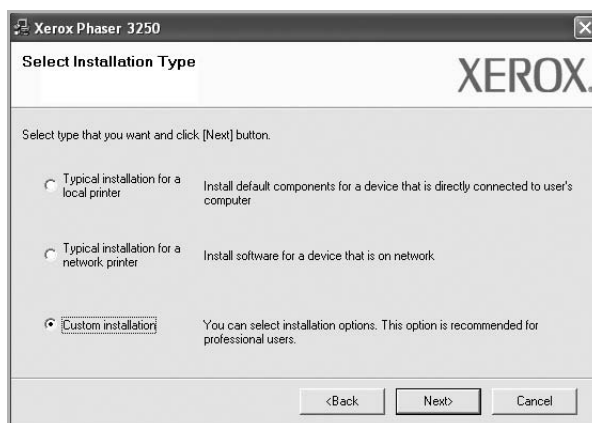 Xerox Phaser 3250
Select Installation Type
XEROX.
Select type that you want and click [Next] button.
Typical installation for a
local printer
Install default components for a device that is directly connected to user's
computer
Typical installation for a
network printer
Install software for a device that is on network
Custom installation
You can select installation options. This option is recommended for
professional users.
<Back
Next>
Cancel